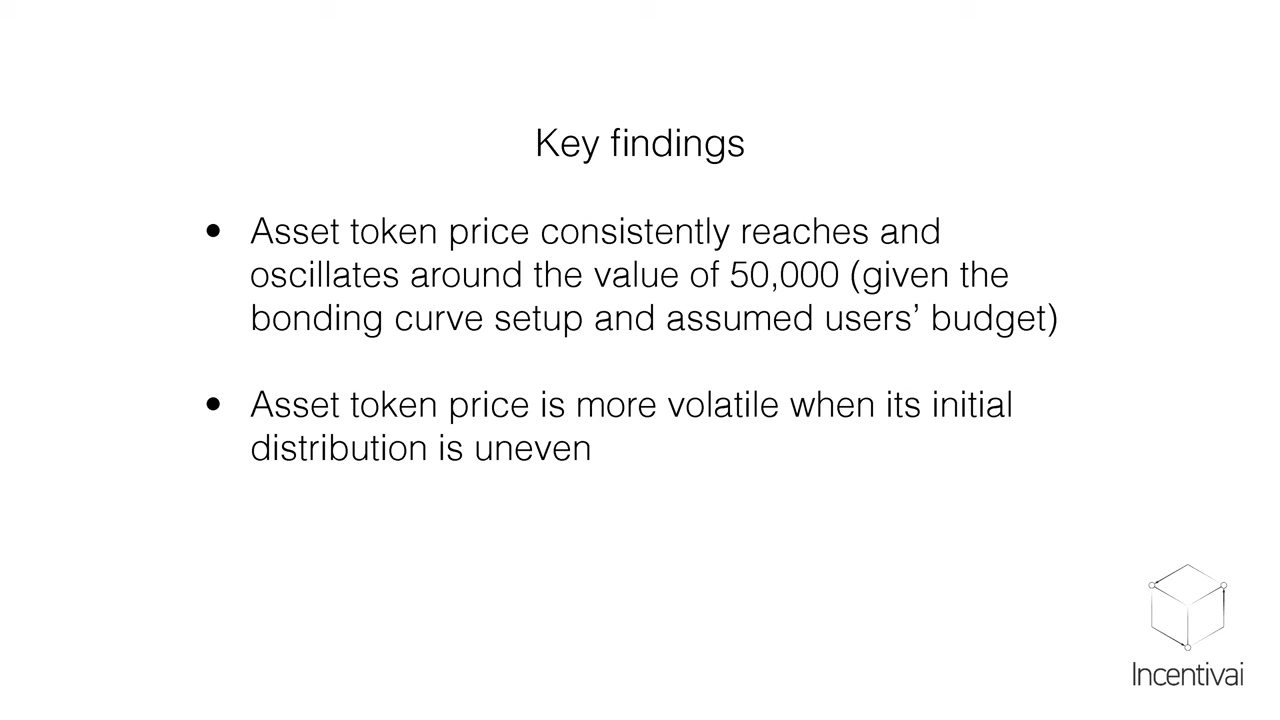 Key findings
• Asset token price consistently reaches and
oscillates around the value of 50,000 (given the
bonding curve setup and assumed users’ budget)
• Asset token price is more volatile when its initial
distribution is uneven
Incentivai